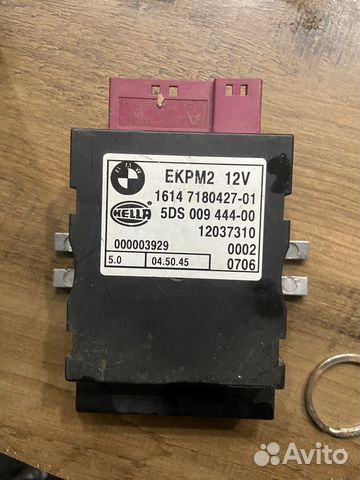 BMW
EKPM2 12V
1614 7180427-01
HELLA 5DS 009 444-00
12037310
000003929 0002
5.0 04.50.45 0706
Avito